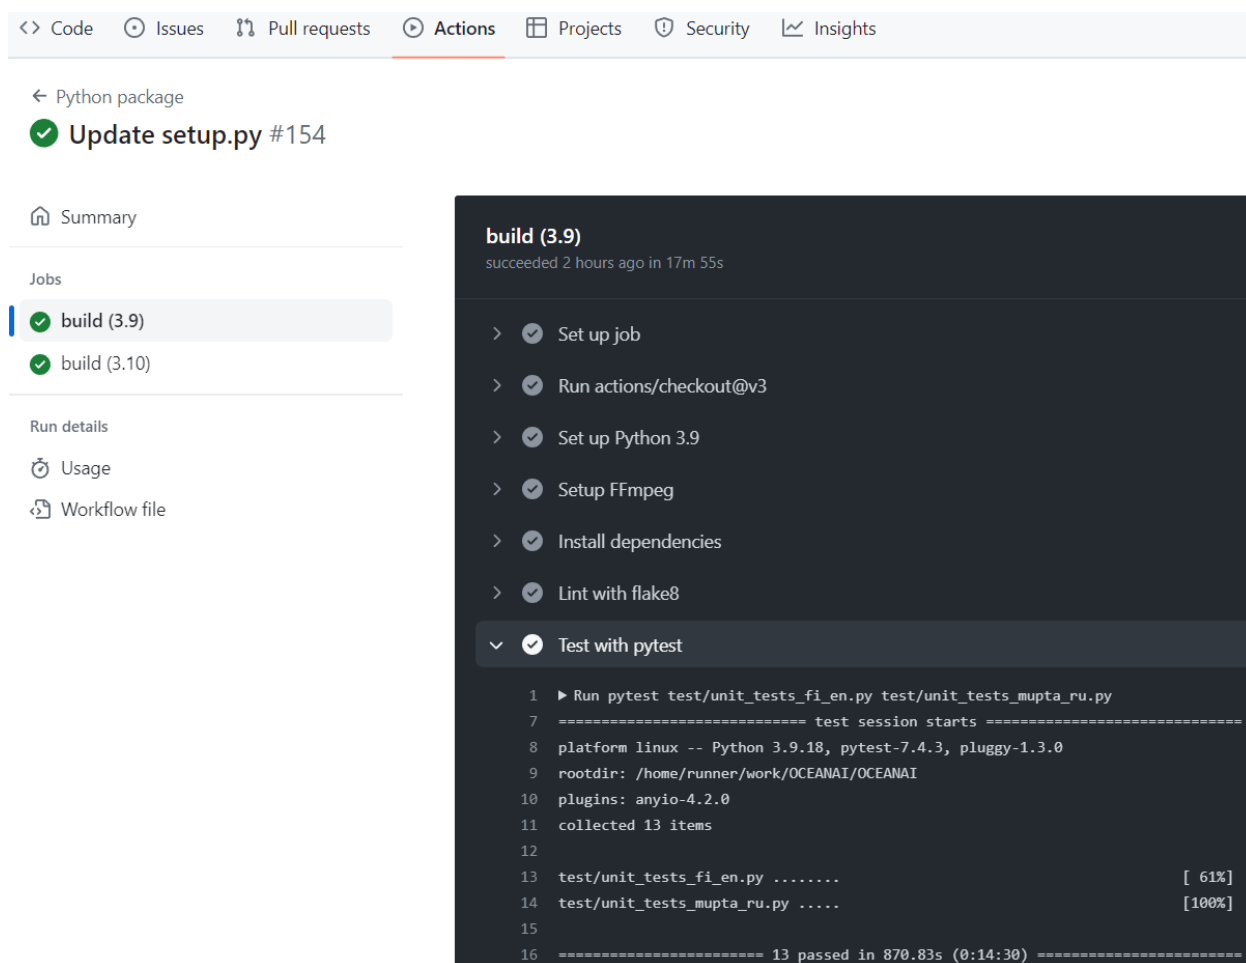 Code Issues Pull requests Actions Projects Security Insights
Python package
Update setup.py #154
Summary
Jobs
build (3.9)
build (3.10)
Run details
Usage
Workflow file
build (3.9)
succeeded 2 hours ago in 17m 55s
Set up job
Run actions/checkout@v3
Set up Python 3.9
Setup FFmpeg
Install dependencies
Lint with flake8
Test with pytest
1 Run pytest test/unit_tests_fi_en.py test/unit_tests_mupta_ru.py
7 ============================= test session starts ==============================
8 platform linux -- Python 3.9.18, pytest-7.4.3, pluggy-1.3.0
9 rootdir: /home/runner/work/OCEANAI/OCEANAI
10 plugins: anyio-4.2.0
11 collected 13 items
12
13 test/unit_tests_fi_en.py ........ [ 61%]
14 test/unit_tests_mupta_ru.py ..... [100%]
15
16 ======================== 13 passed in 870.83s (0:14:30) ========================